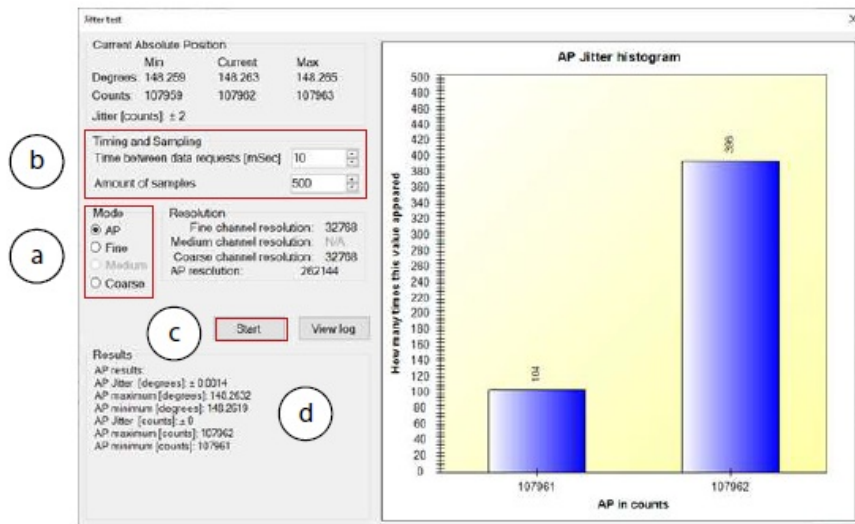 Jitter test
Current Absolute Position
Min Current Max
Degrees: 148.259 148.263 148.265
Counts: 107959 107962 107963
Jitter [counts]: ± 2
b
Timing and Sampling
Time between data requests [mSec] 10
Amount of samples 500
a
Mode
AP
Fine
Medium
Coarse
Resolution
Fine channel resolution: 32768
Medium channel resolution: N/A
Coarse channel resolution: 32768
AP resolution: 262144
c
Start
View log
Results
AP results:
AP Jitter [degrees]: ± 0.0014
AP maximum [degrees]: 148.2632
AP minimum [degrees]: 148.2619
AP Jitter [counts]: ± 0
AP maximum [counts]: 107962
AP minimum [counts]: 107961
d
AP Jitter histogram
How many times this value appeared
500
480
460
440
420
400
380
360
340
320
300
280
260
240
220
200
180
160
140
120
100
80
60
40
20
0
104
396
107961
107962
AP in counts